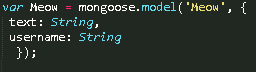 var Meow = mongoose.model('Meow', {
text: String,
username: String
});